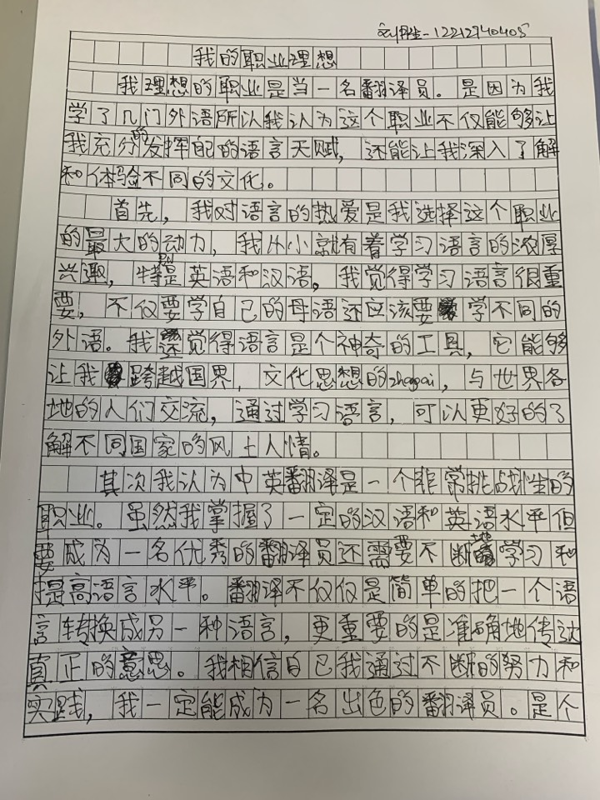 12212740405
我的职业理想
我理想的职业是当一名翻译员。是因为我
学了几门外语所以我认为这个职业不仅能够让
我充分的发挥自己的语言天赋，还能让我深入了解
和体验不同的文化。
首先，我对语言的热爱是我选择这个职业
的最大的动力，我从小就有着学习语言的浓厚
兴趣，特别是英语和汉语，我觉得学习语言很重
要，不仅要学自己的母语还应该要学不同的
外语。我还觉得语言是个神奇的工具，它能够
让我跨越国界，文化思想的zhagai，与世界各
地的人们交流，通过学习语言，可以更好的了
解不同国家的风土人情。
其次我认为中英翻译是一个非常挑战性的
职业。虽然我掌握了一定的汉语和英语水平但
要成为一名优秀的翻译员还需要不断学习和
提高语言水平。翻译不仅仅是简单的把一个语
言转换成另一种语言，更重要的是准确地传达
真正的意思。我相信自己我通过不断的努力和
实践，我一定能成为一名出色的翻译员。是个